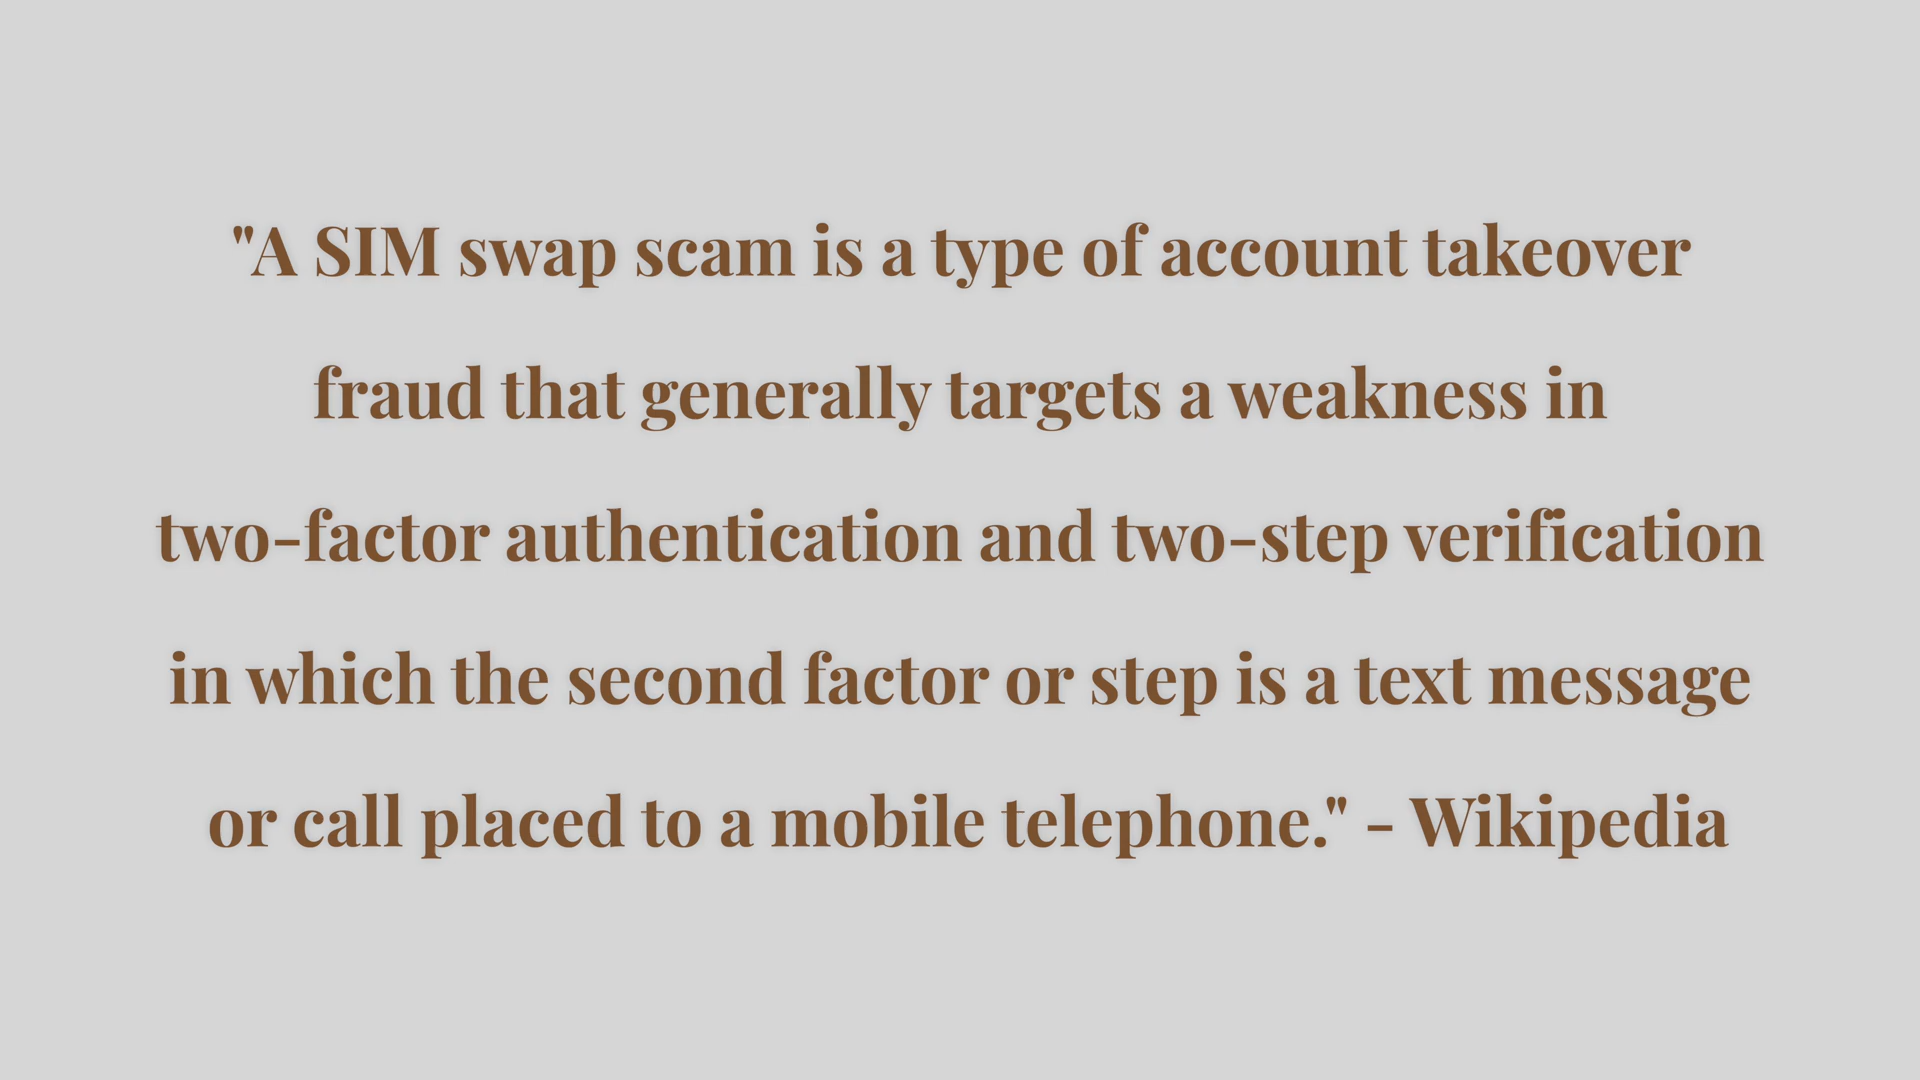 "A SIM swap scam is a type of account takeover
fraud that generally targets a weakness in
two-factor authentication and two-step verification
in which the second factor or step is a text message
or call placed to a mobile telephone." - Wikipedia